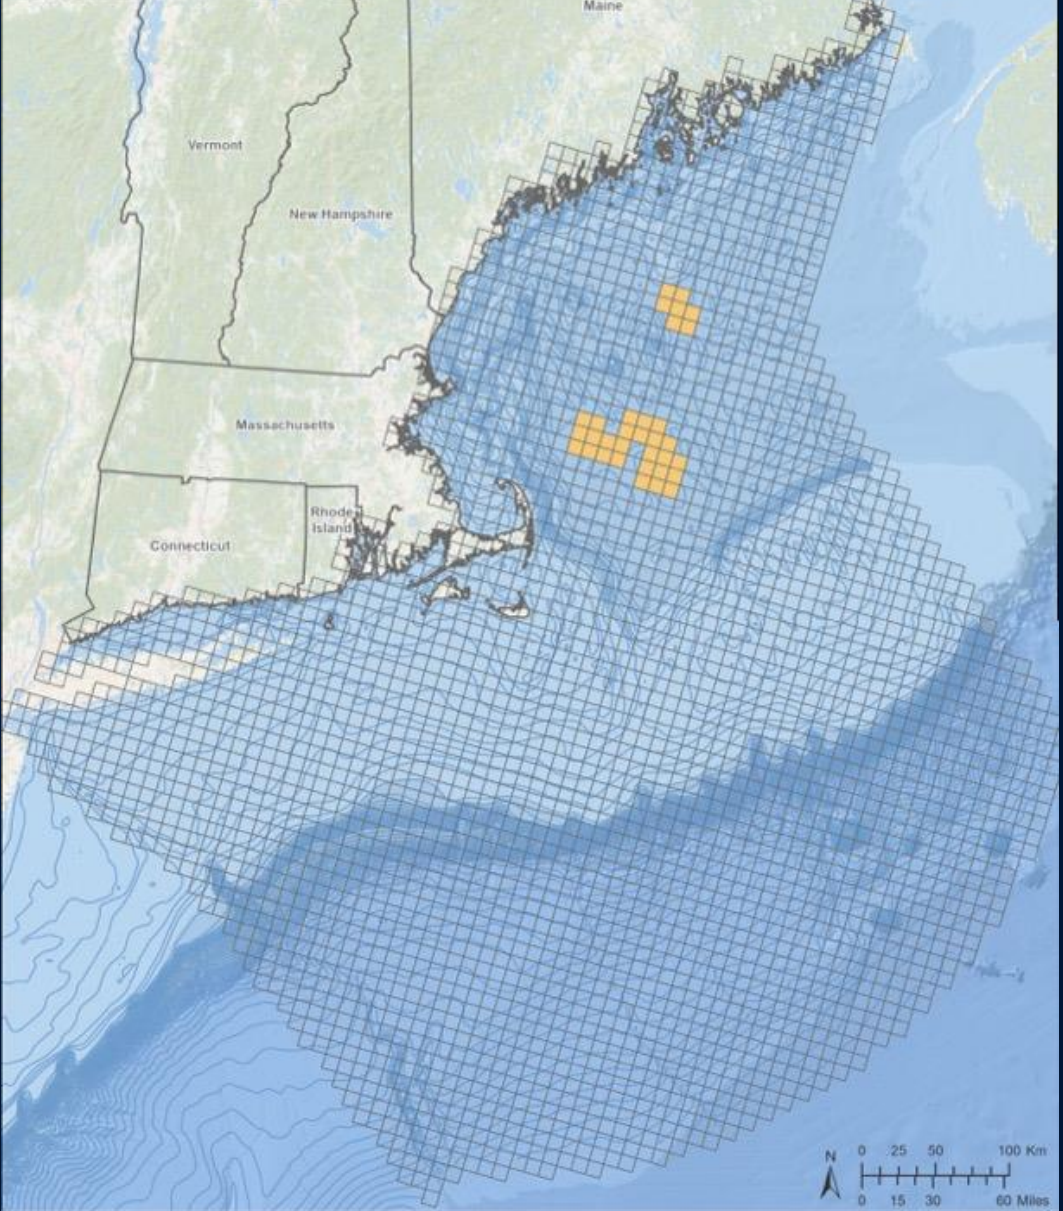 Maine
Vermont
New Hampshire
Massachusetts
Rhode
Island
Connecticut
N
0 25 50 100 Km
0 15 30 60 Miles